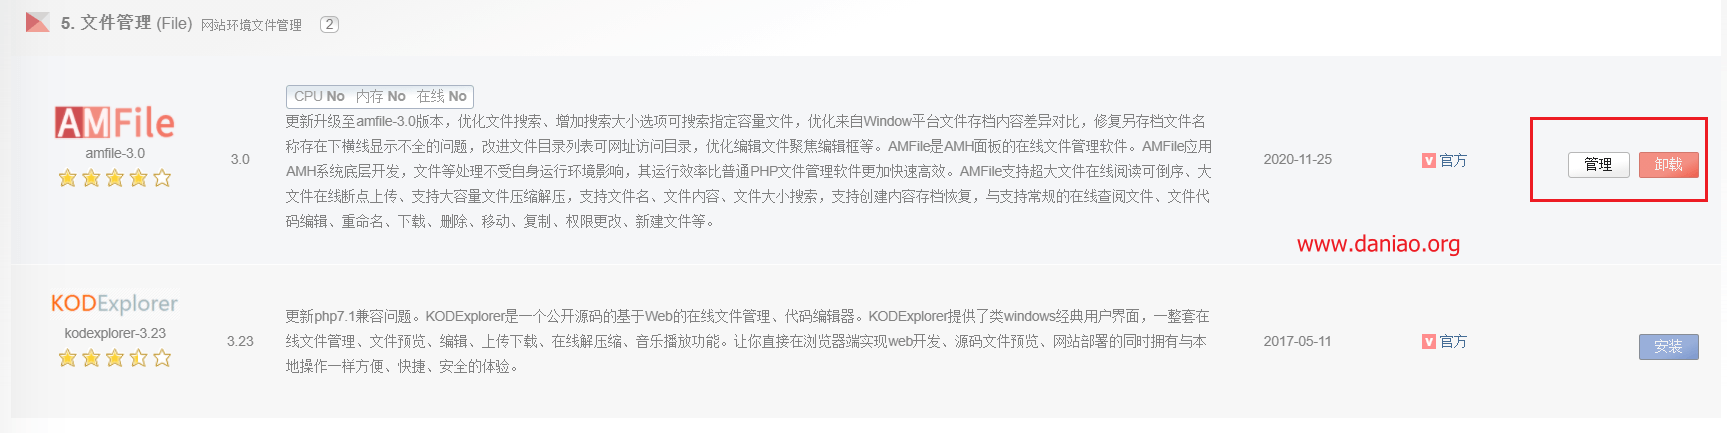 5. 文件管理 (File) 网站环境文件管理 2
CPU No 内存 No 在线 No
AMFile
amfile-3.0
3.0
更新升级至amfile-3.0版本，优化文件搜索、增加搜索大小选项可搜索指定容量文件，优化来自Window平台文件存档内容差异对比，修复另存档文件名
称存在下横线显示不全的问题，改进文件目录列表可网址访问目录，优化编辑文件聚焦编辑框等。AMFile是AMH面板的在线文件管理软件。AMFile应用
AMH系统底层开发，文件等处理不受自身运行环境影响，其运行效率比普通PHP文件管理软件更加快速高效。AMFile支持超大文件在线阅读可倒序、大
文件在线断点上传、支持大容量文件压缩解压，支持文件名、文件内容、文件大小搜索，支持创建内容存档恢复，与支持常规的在线查阅文件、文件代
码编辑、重命名、下载、删除、移动、复制、权限更改、新建文件等。
2020-11-25
V 官方
管理 卸载
www.daniao.org
KODExplorer
kodexplorer-3.23
3.23
更新php7.1兼容问题。KODExplorer是一个公开源码的基于Web的在线文件管理、代码编辑器。KODExplorer提供了类windows经典用户界面，一整套在
线文件管理、文件预览、编辑、上传下载、在线解压缩、音乐播放功能。让你直接在浏览器端实现web开发、源码文件预览、网站部署的同时拥有与本
地操作一样方便、快捷、安全的体验。
2017-05-11
V 官方
安装